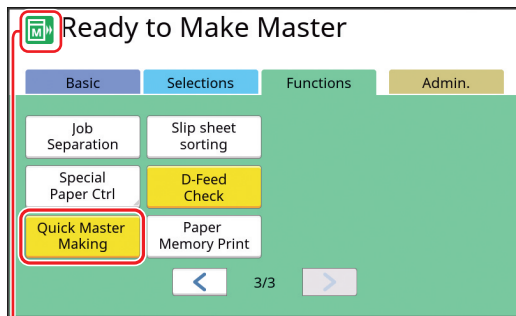 M
Ready to Make Master
Basic
Selections
Functions
Admin.
Job
Separation
Slip sheet
sorting
Special
Paper Ctrl
D-Feed
Check
Quick Master
Making
Paper
Memory Print
3/3